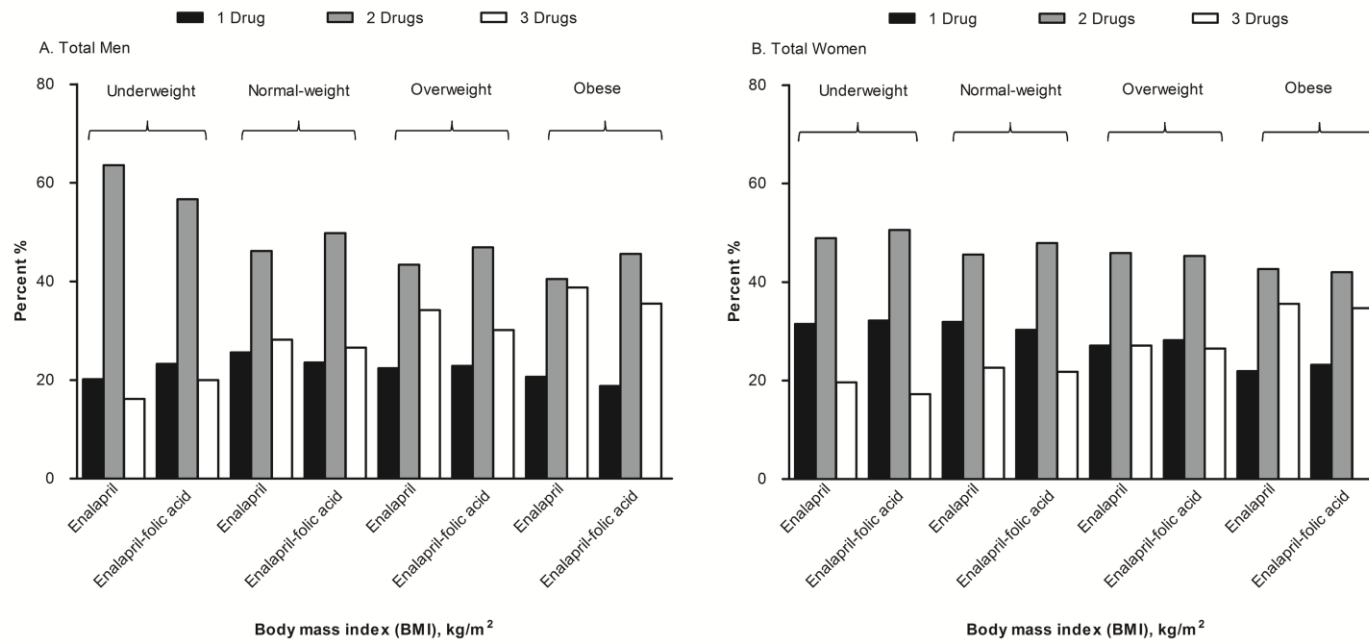 1 Drug 2 Drugs 3 Drugs
A. Total Men
80
60
40
20
0
Percent %
Underweight Normal-weight Overweight Obese
Enalapril
Enalapril-folic acid
Enalapril
Enalapril-folic acid
Enalapril
Enalapril-folic acid
Enalapril
Enalapril-folic acid
Body mass index (BMI), kg/m²
1 Drug 2 Drugs 3 Drugs
B. Total Women
80
60
40
20
0
Percent %
Underweight Normal-weight Overweight Obese
Enalapril
Enalapril-folic acid
Enalapril
Enalapril-folic acid
Enalapril
Enalapril-folic acid
Enalapril
Enalapril-folic acid
Body mass index (BMI), kg/m²